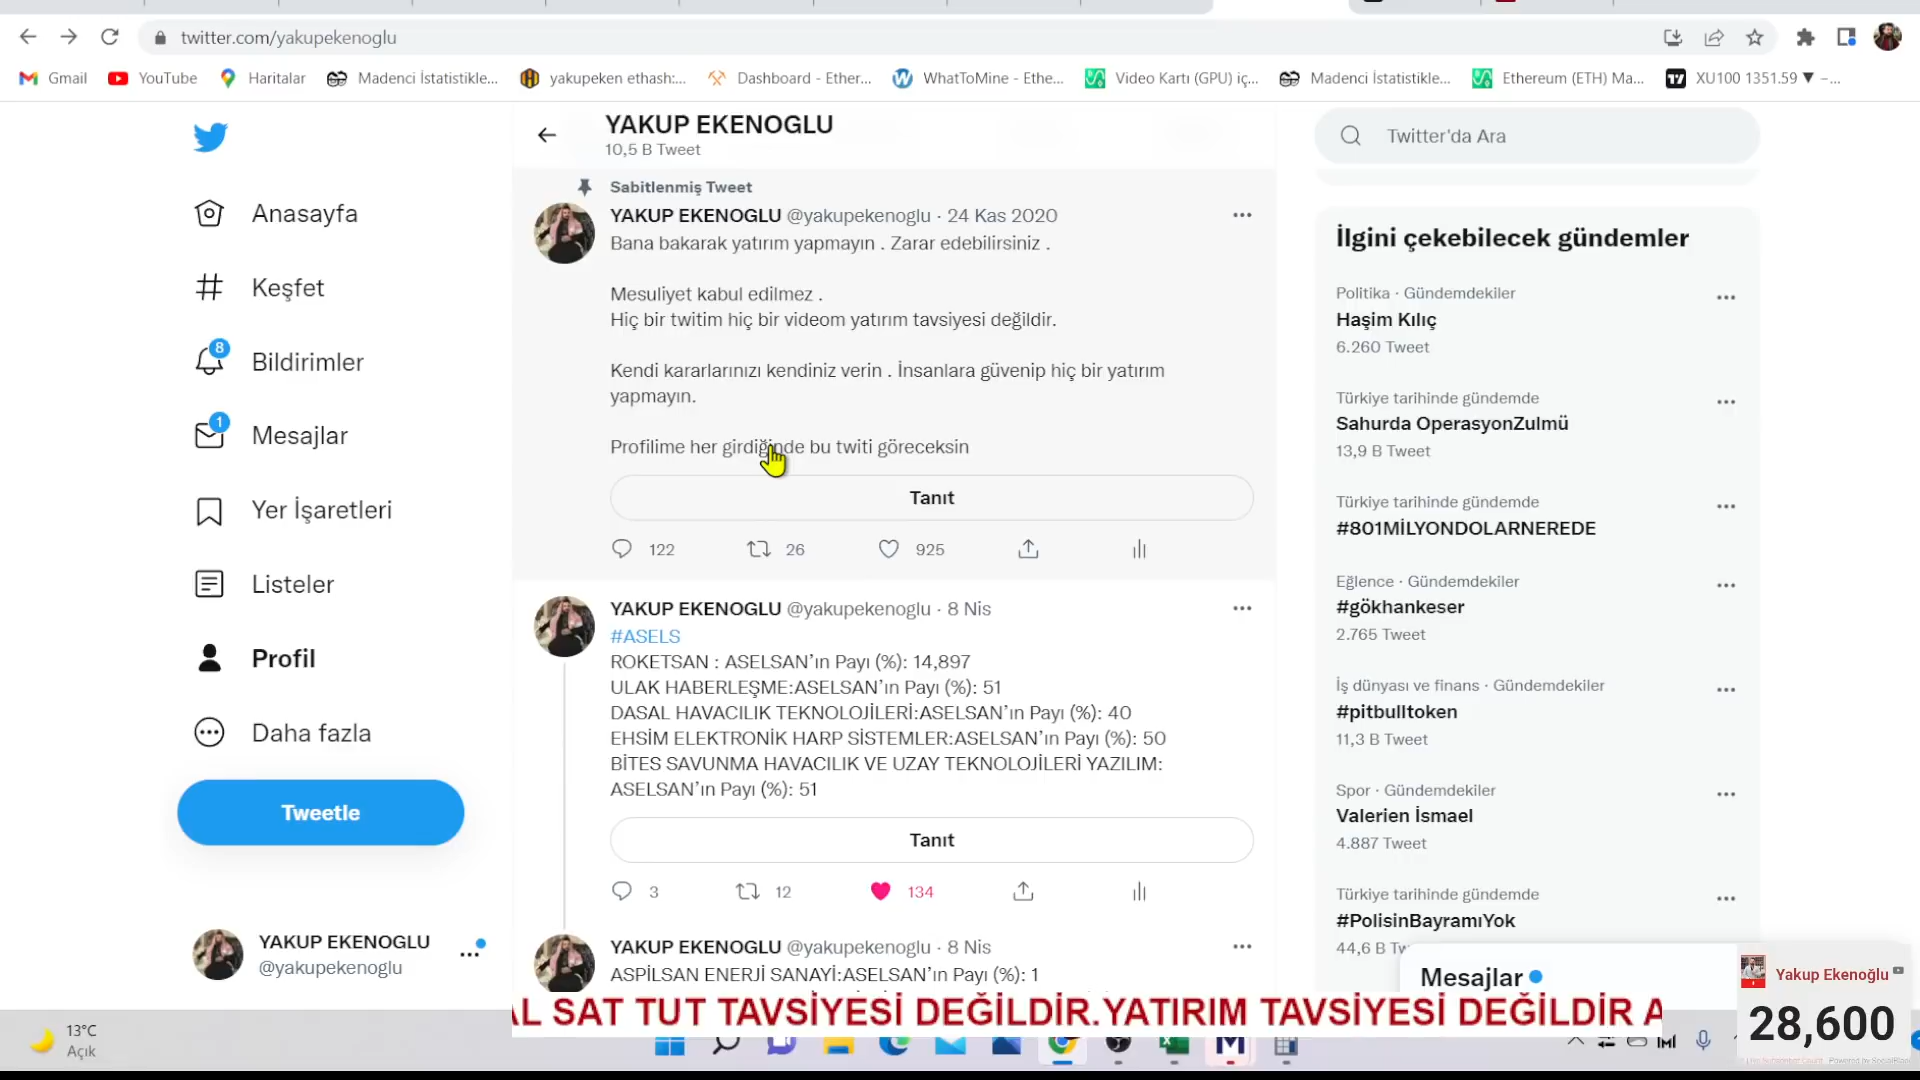 twitter.com/yakupekenoglu
Gmail
YouTube
Haritalar
Madenci İstatistikle...
yakupeken ethash:...
Dashboard - Ether...
WhatToMine - Ethe...
Video Kartı (GPU) iç...
Madenci İstatistikle...
Ethereum (ETH) Ma...
XU100 1351.59 ▼ –...
YAKUP EKENOGLU
10,5 B Tweet
Twitter'da Ara
Anasayfa
Keşfet
8
Bildirimler
1
Mesajlar
Yer İşaretleri
Listeler
Profil
Daha fazla
Tweetle
YAKUP EKENOGLU
@yakupekenoglu
Sabitlenmiş Tweet
YAKUP EKENOGLU @yakupekenoglu · 24 Kas 2020
Bana bakarak yatırım yapmayın . Zarar edebilirsiniz .
Mesuliyet kabul edilmez .
Hiç bir twitim hiç bir videom yatırım tavsiyesi değildir.
Kendi kararlarınızı kendiniz verin . İnsanlara güvenip hiç bir yatırım
yapmayın.
Profilime her girdiğinde bu twiti göreceksin
Tanıt
122 26 925
YAKUP EKENOGLU @yakupekenoglu · 8 Nis
#ASELS
ROKETSAN : ASELSAN'ın Payı (%): 14,897
ULAK HABERLEŞME:ASELSAN'ın Payı (%): 51
DASAL HAVACILIK TEKNOLOJİLERİ:ASELSAN'ın Payı (%): 40
EHSİM ELEKTRONİK HARP SİSTEMLER:ASELSAN'ın Payı (%): 50
BİTES SAVUNMA HAVACILIK VE UZAY TEKNOLOJİLERİ YAZILIM:
ASELSAN'ın Payı (%): 51
Tanıt
3 12 134
YAKUP EKENOGLU @yakupekenoglu · 8 Nis
ASPİLSAN ENERJİ SANAYİ:ASELSAN'ın Payı (%): 1
İlgini çekebilecek gündemler
Politika · Gündemdekiler
Haşim Kılıç
6.260 Tweet
Türkiye tarihinde gündemde
Sahurda OperasyonZulmü
13,9 B Tweet
Türkiye tarihinde gündemde
#801MİLYONDOLARNEREDE
Eğlence · Gündemdekiler
#gökhankeser
2.765 Tweet
İş dünyası ve finans · Gündemdekiler
#pitbulltoken
11,3 B Tweet
Spor · Gündemdekiler
Valerien İsmael
4.887 Tweet
Türkiye tarihinde gündemde
#PolisinBayramıYok
44,6 B Tw
Mesajlar
Yakup Ekenoğlu
28,600
AL SAT TUT TAVSİYESİ DEĞİLDİR.YATIRIM TAVSİYESİ DEĞİLDİR A
13°C
Açık